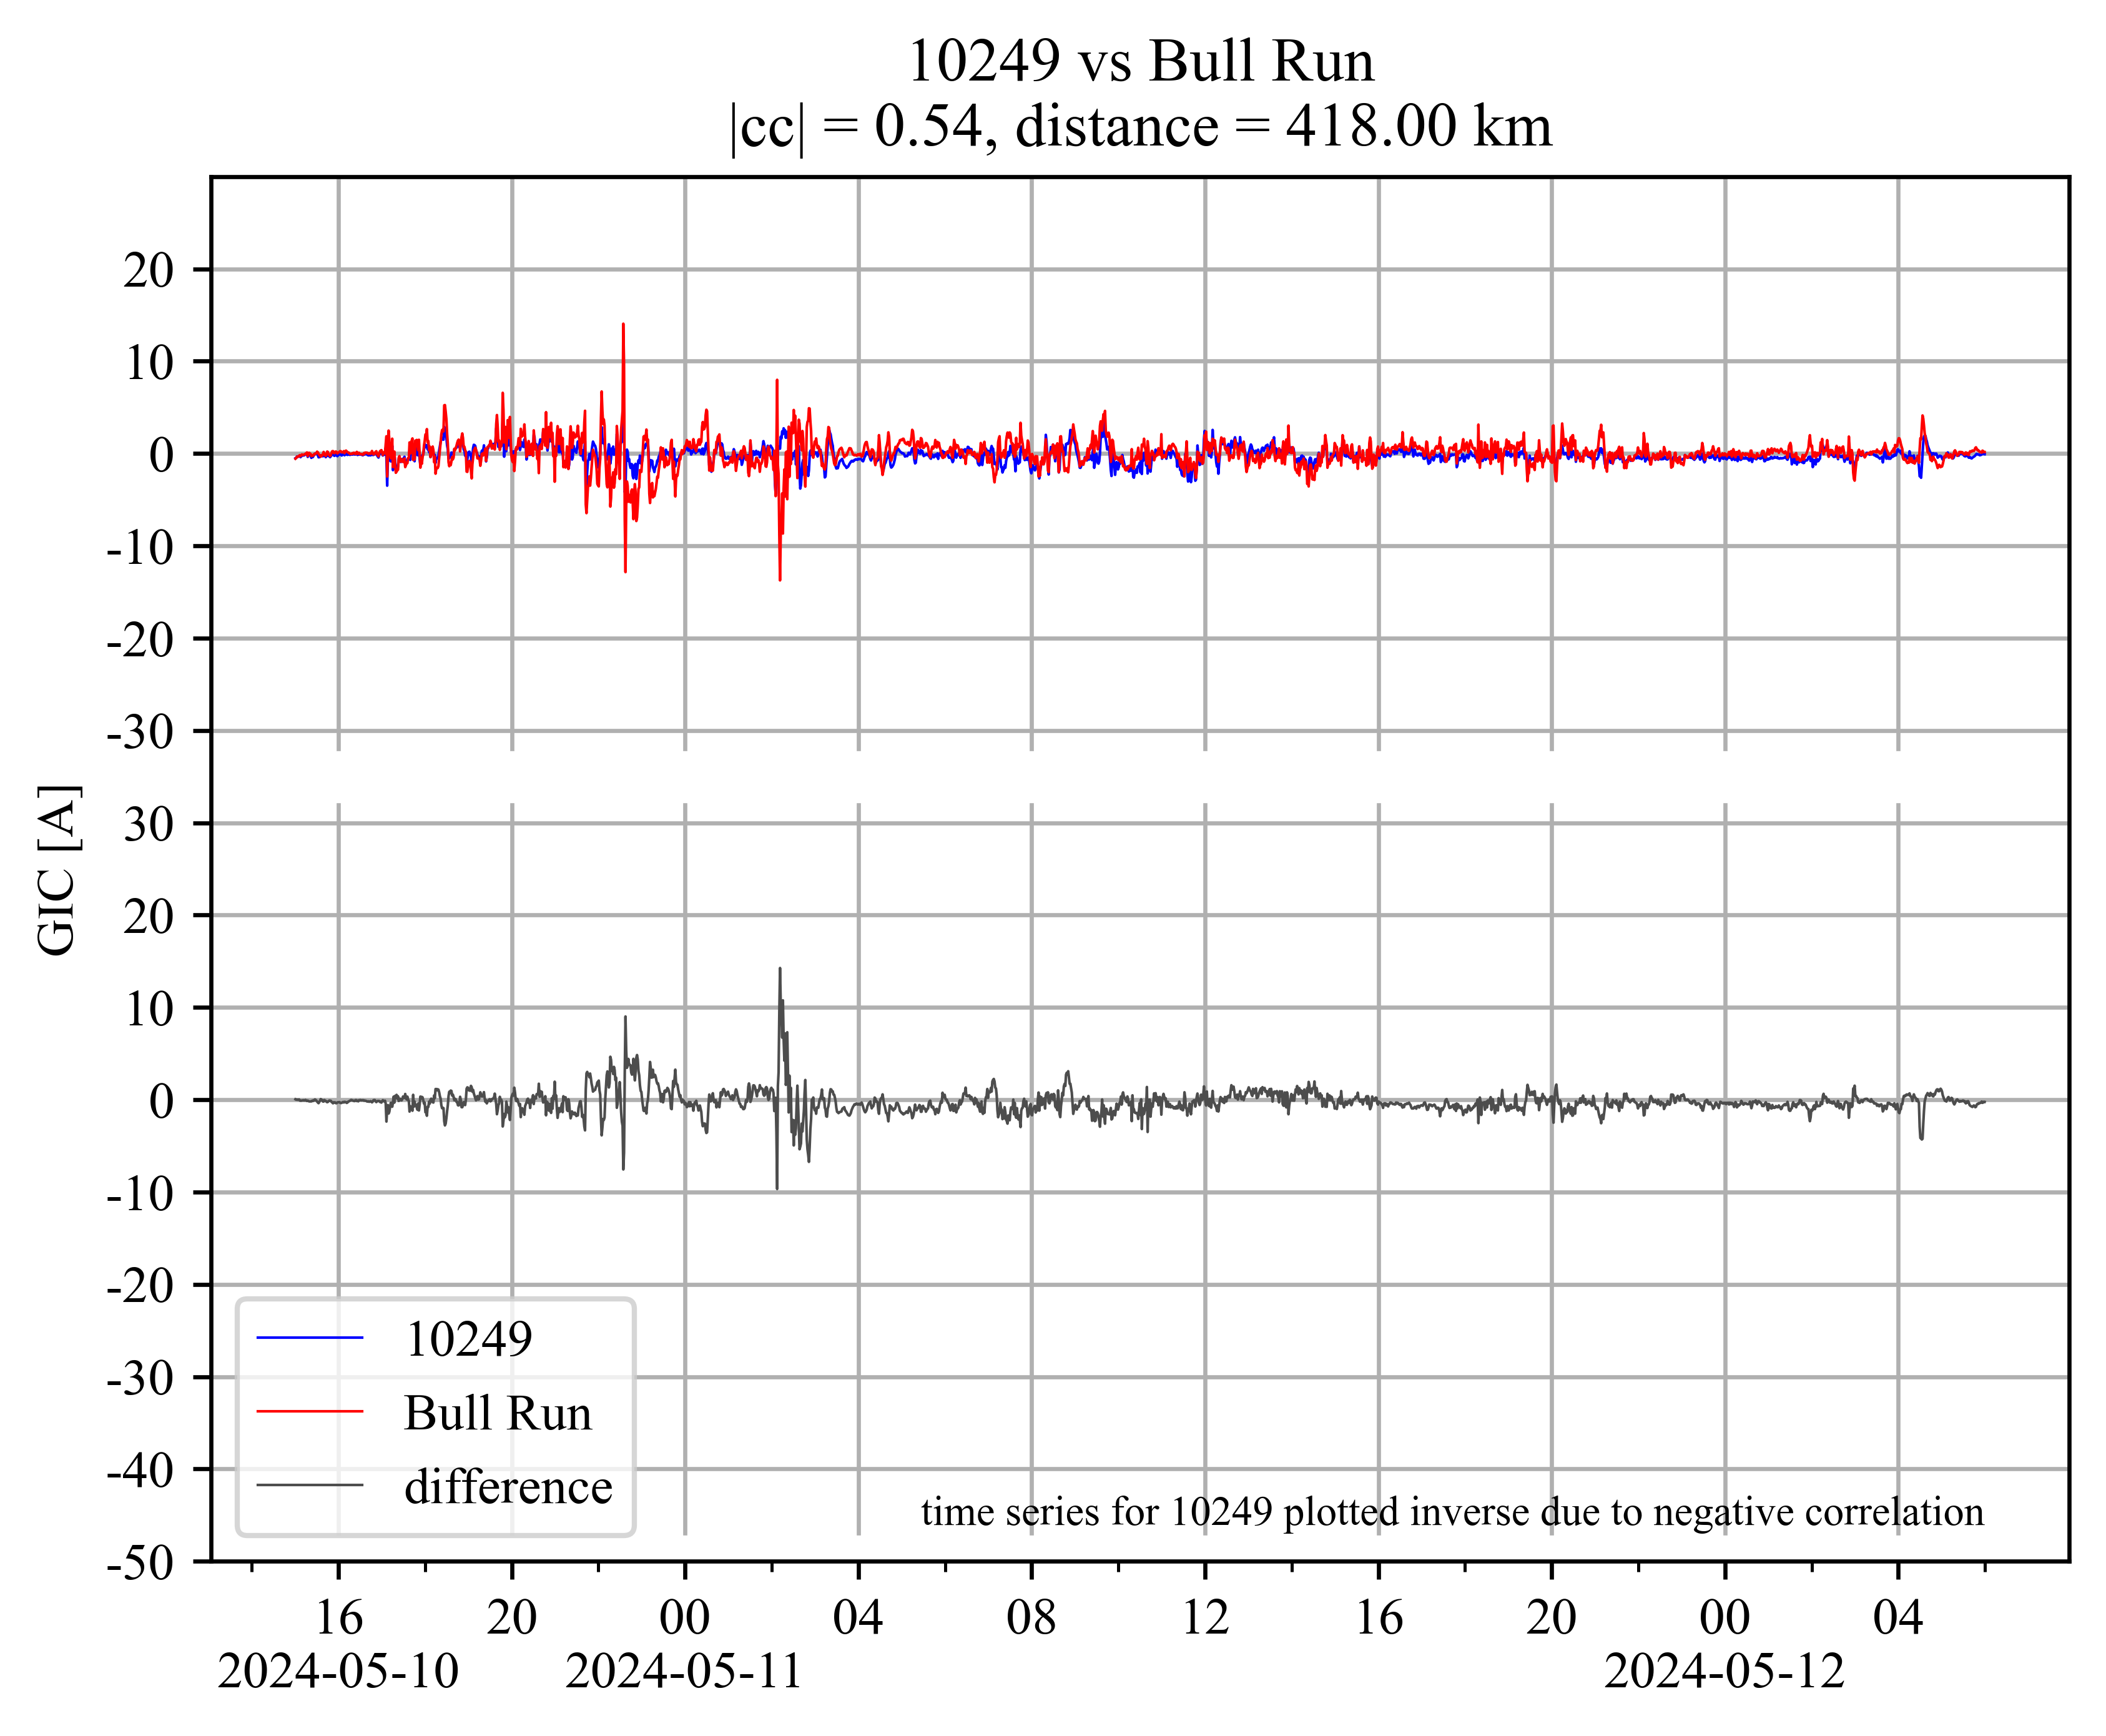 10249 vs Bull Run
|cc| = 0.54, distance = 418.00 km
GIC [A]
20
10
0
-10
-20
-30
30
20
10
0
-10
-20
-30
-40
-50
10249
Bull Run
difference
time series for 10249 plotted inverse due to negative correlation
16 20 00 04 08 12 16 20 00 04
2024-05-10 2024-05-11 2024-05-12